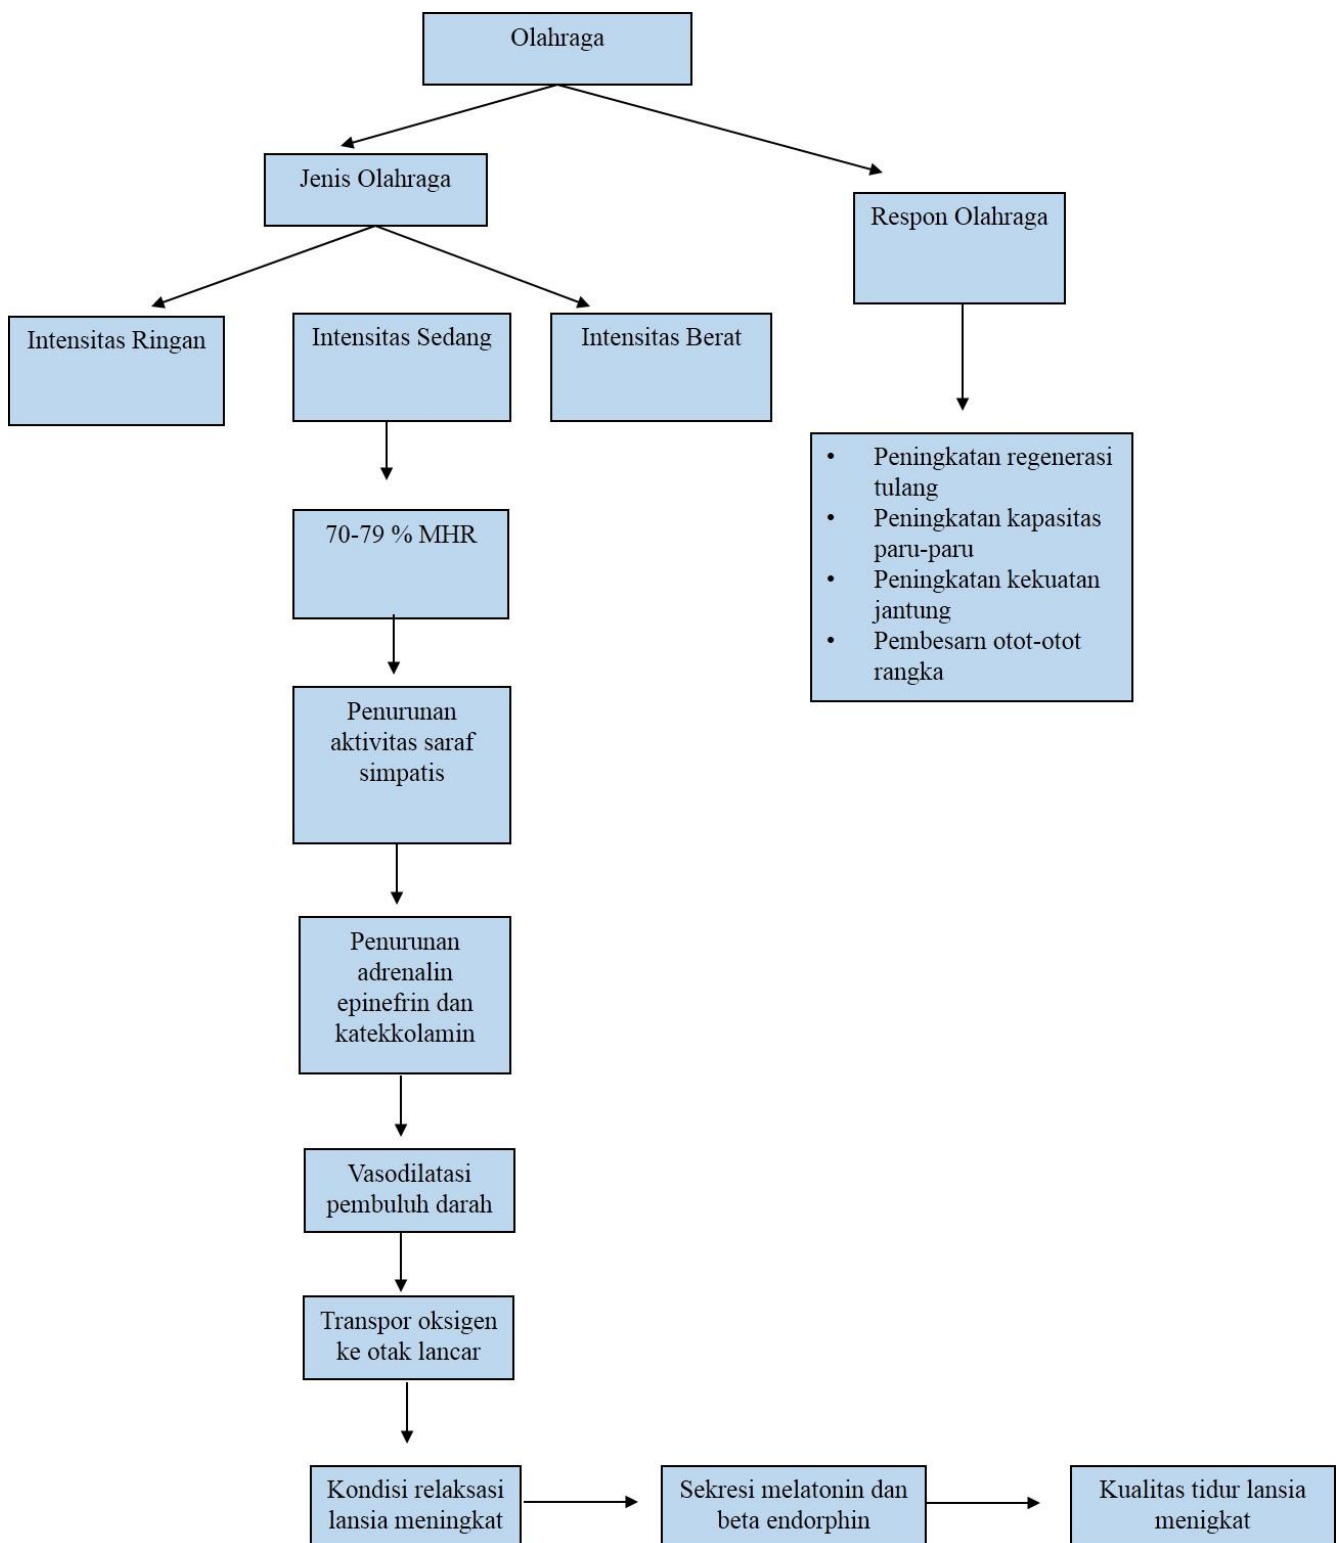 Olahraga
Jenis Olahraga
Respon Olahraga
Intensitas Ringan
Intensitas Sedang
Intensitas Berat
• Peningkatan regenerasi
tulang
• Peningkatan kapasitas
paru-paru
• Peningkatan kekuatan
jantung
• Pembesarn otot-otot
rangka
70-79 % MHR
Penurunan
aktivitas saraf
simpatis
Penurunan
adrenalin
epinefrin dan
katekkolamin
Vasodilatasi
pembuluh darah
Transpor oksigen
ke otak lancar
Kondisi relaksasi
lansia meningkat
Sekresi melatonin dan
beta endorphin
Kualitas tidur lansia
menigkat